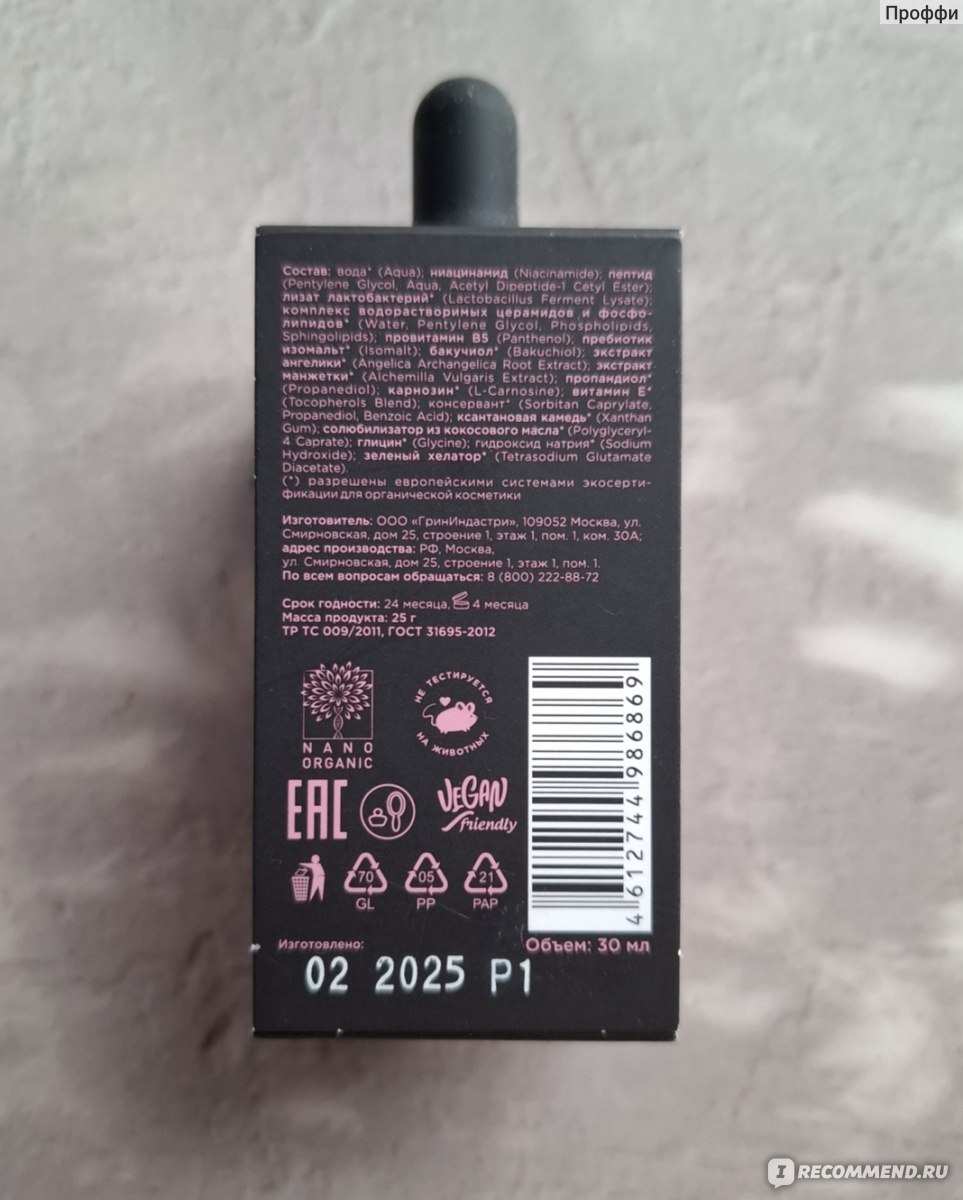 Проффи
Состав: вода* (Aqua); ниацинамид (Niacinamide); пептид
(Pentylene Glycol, Aqua, Acetyl Dipeptide-1 Cetyl Ester);
лизат лактобактерий* (Lactobacillus Ferment Lysate);
комплекс водорастворимых церамидов и фосфо-
липидов* (Water, Pentylene Glycol, Phospholipids,
Sphingolipids); провитамин B5 (Panthenol); пребиотик
изомальт* (Isomalt); бакучиол* (Bakuchiol); экстракт
ангелики* (Angelica Archangelica Root Extract); экстракт
манжетки* (Alchemilla Vulgaris Extract); пропандиол*
(Propanediol); карнозин* (L-Carnosine); витамин Е*
(Tocopherols Blend); консервант* (Sorbitan Caprylate,
Propanediol, Benzoic Acid); ксантановая камедь* (Xanthan
Gum); солюбилизатор из кокосового масла* (Polyglyceryl-
4 Caprate); глицин* (Glycine); гидроксид натрия* (Sodium
Hydroxide); зеленый хелатор* (Tetrasodium Glutamate
Diacetate).
(*) разрешены европейскими системами экосерти-
фикации для органической косметики
Изготовитель: ООО «ГринИндастри», 109052 Москва, ул.
Смирновская, дом 25, строение 1, этаж 1, пом. 1, ком. 30А;
адрес производства: РФ, Москва,
ул. Смирновская, дом 25, строение 1, этаж 1, пом. 1.
По всем вопросам обращаться: 8 (800) 222-88-72
Срок годности: 24 месяца, 4 месяца
Масса продукта: 25 г
ТР ТС 009/2011, ГОСТ 31695-2012
NANO
ORGANIC
НЕ ТЕСТИРУЕТСЯ
НА ЖИВОТНЫХ
EAC
VEGAN
friendly
70
GL
05
PP
21
PAP
4 612744 986869
Изготовлено:
Объем: 30 мл
02 2025 P1
IRECOMMEND.RU